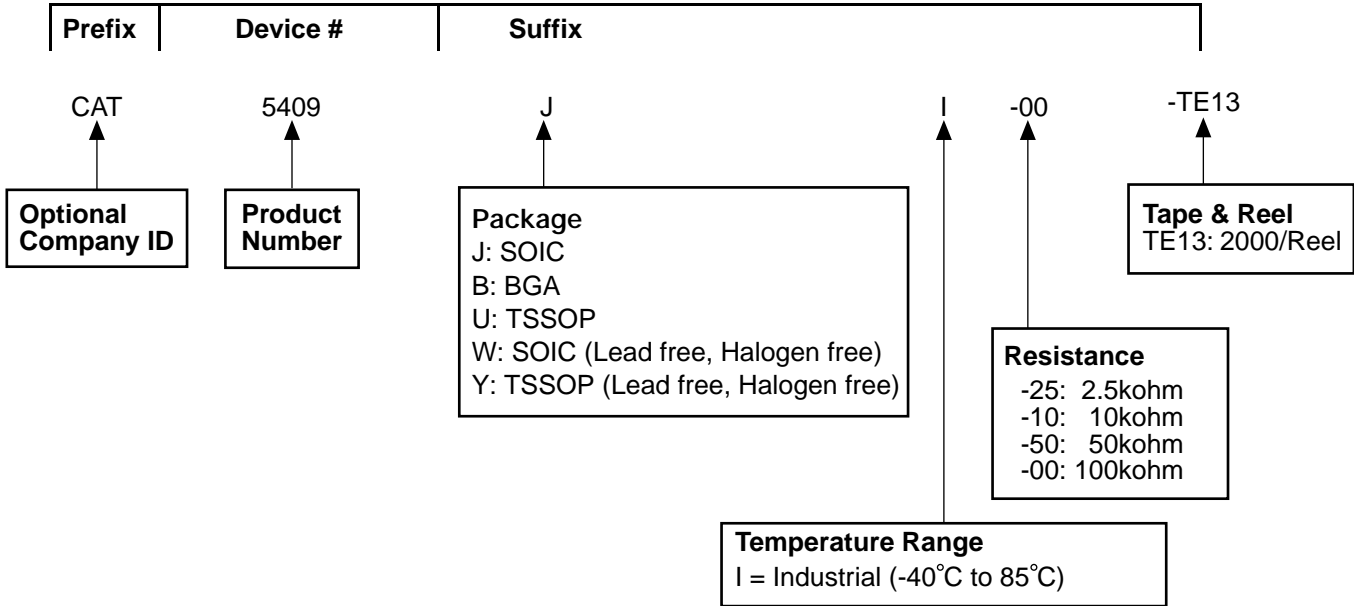 Prefix Device # Suffix
CAT 5409 J I -00 -TE13
Optional
Company ID
Product
Number
Package
J: SOIC
B: BGA
U: TSSOP
W: SOIC (Lead free, Halogen free)
Y: TSSOP (Lead free, Halogen free)
Tape & Reel
TE13: 2000/Reel
Resistance
-25: 2.5kohm
-10: 10kohm
-50: 50kohm
-00: 100kohm
Temperature Range
I = Industrial (-40°C to 85°C)